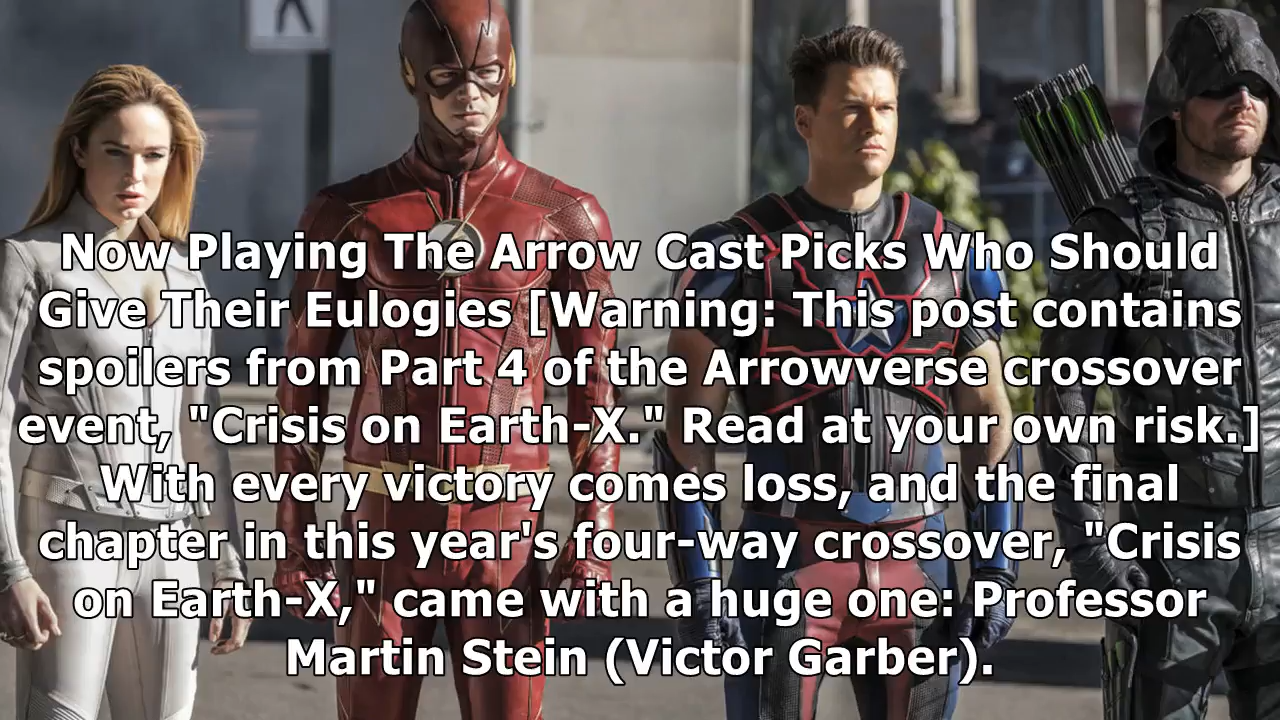 Now Playing The Arrow Cast Picks Who Should
Give Their Eulogies [Warning: This post contains
spoilers from Part 4 of the Arrowverse crossover
event, "Crisis on Earth-X." Read at your own risk.]
With every victory comes loss, and the final
chapter in this year's four-way crossover, "Crisis
on Earth-X," came with a huge one: Professor
Martin Stein (Victor Garber).